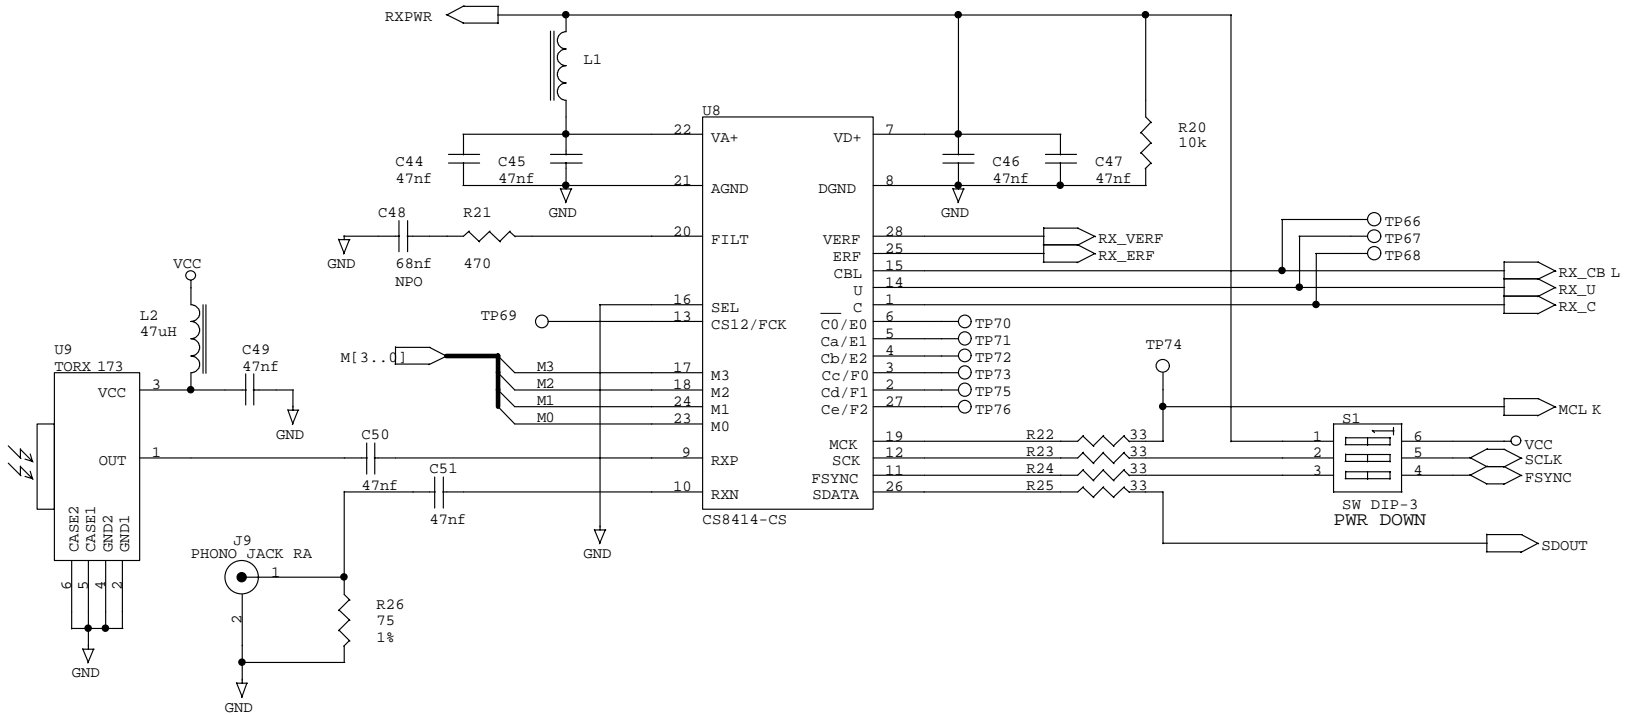 RXPWR
L1
U8
22 VA+ VD+ 7
R20
10k
C44 C45 C46 C47
47nf 47nf 47nf 47nf
21 AGND DGND 8
GND GND
C48 R21
20 FILT
GND
68nf 470
NPO
VERF 28 RX_VERF
ERF 25 RX_ERF
CBL 15
U 14
C 1
TP66
TP67
TP68
RX_CB L
RX_U
RX_C
VCC
L2
47uH
16 SEL
TP69 13 CS12/FCK
C0/E0 6 TP70
Ca/E1 5 TP71
Cb/E2 4 TP72
Cc/F0 3 TP73
Cd/F1 2 TP75
Ce/F2 27 TP76
TP74
M[3..0]
M3 17 M3
M2 18 M2
M1 24 M1
M0 23 M0
U9
TORX 173
C49
47nf
VCC 3
GND
OUT 1
C50
47nf
9 RXP
C51
47nf
10 RXN
MCLK
MCK 19 R22 33
SCK 12 R23 33
FSYNC 11 R24 33
SDATA 26 R25 33
S1
1 6 VCC
2 5 SCLK
3 4 FSYNC
SW DIP-3
PWR DOWN
CS8414-CS
SDOUT
GND
CASE2
CASE1
GND2
GND1
6 5 4 2
GND
J9
PHONO JACK RA
1
2
R26
75
1%
GND